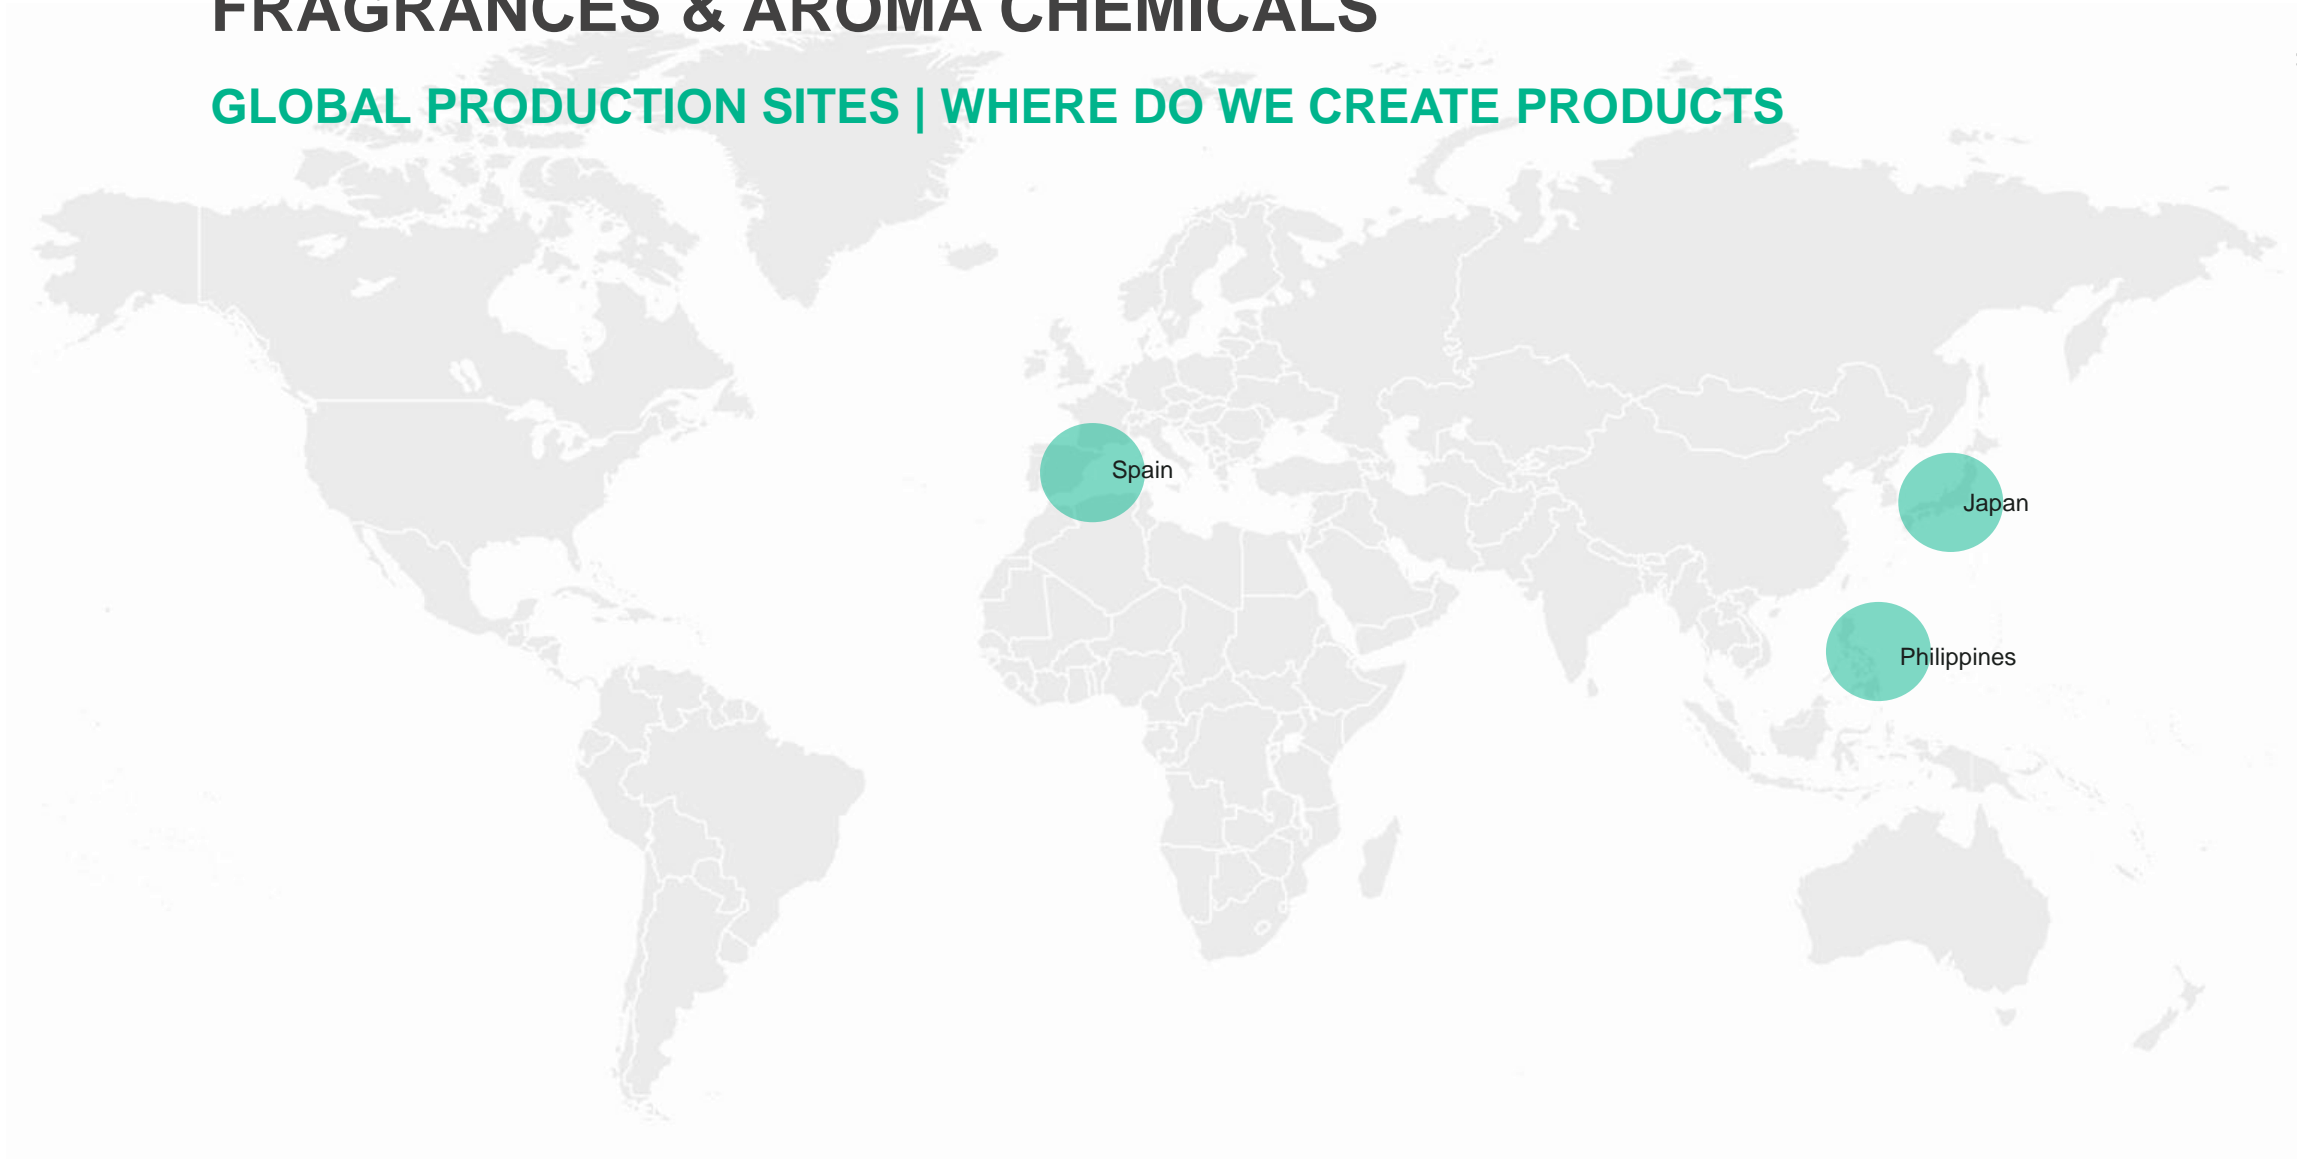 FRAGRANCES & AROMA CHEMICALS
GLOBAL PRODUCTION SITES | WHERE DO WE CREATE PRODUCTS
Spain
Japan
Philippines